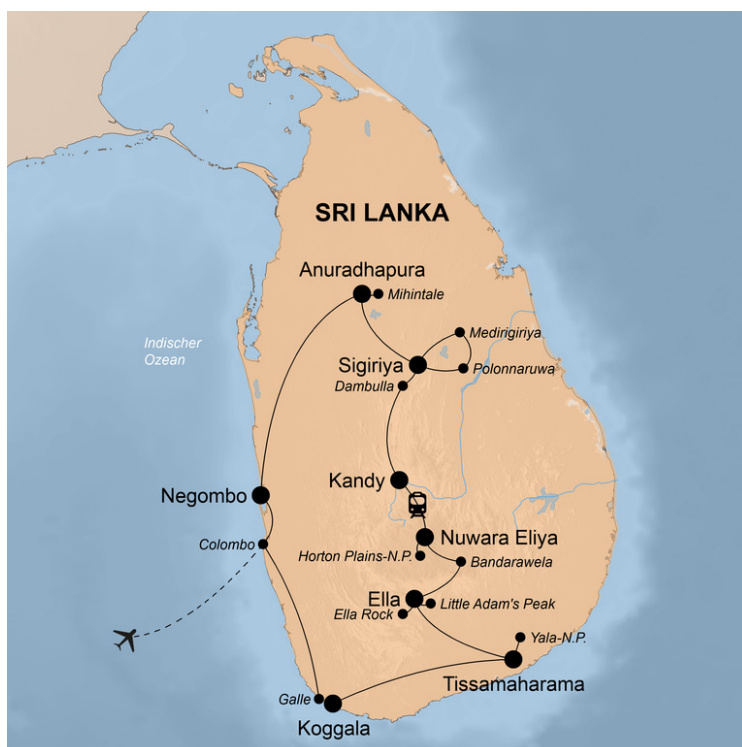 SRI LANKA
Anuradhapura
Mihintale
Indischer
Ozean
Medirigiriya
Sigiriya
Polonnaruwa
Dambulla
Kandy
Negombo
Nuwara Eliya
Colombo
Horton Plains-N.P.
Bandarawela
Ella
Little Adam's Peak
Ella Rock
Yala-N.P.
Tissamaharama
Galle
Koggala